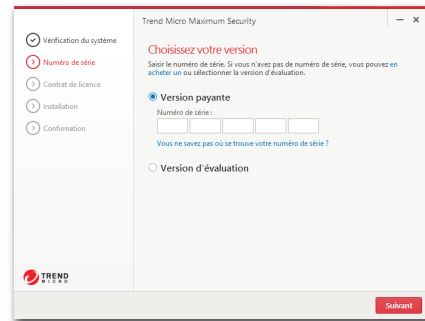 Trend Micro Maximum Security
Vérification du système
Numéro de série
Contrat de licence
Installation
Confirmation
Choisissez votre version
Saisir le numéro de série. Si vous n'avez pas de numéro de série, vous pouvez en
acheter un ou sélectionner la version d'évaluation.
Version payante
Numéro de série :
Vous ne savez pas où se trouve votre numéro de série ?
Version d'évaluation
TREND
MICRO
Suivant